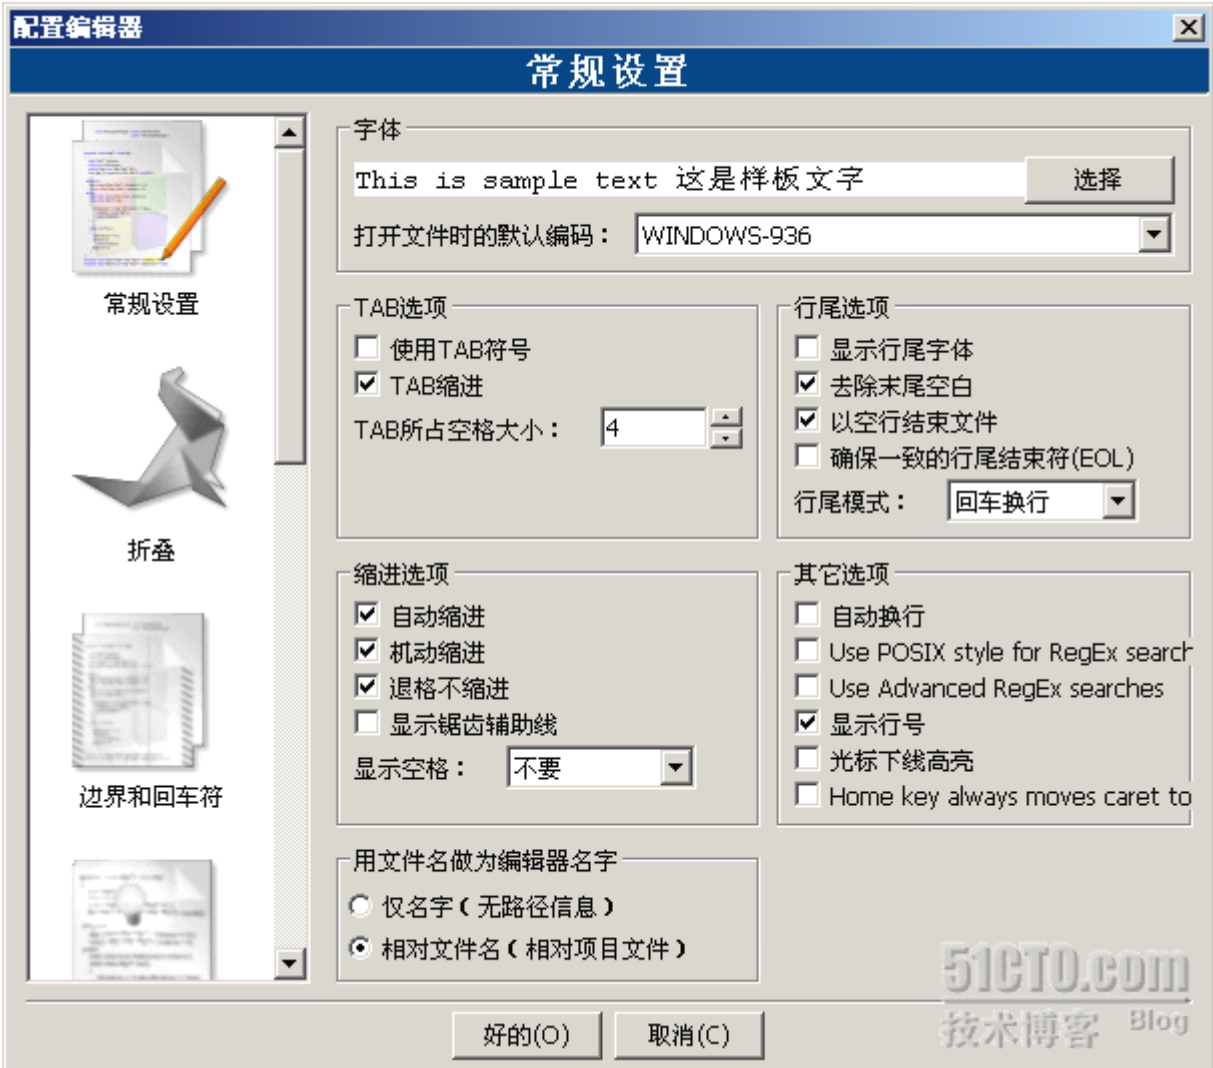 配置编辑器
常规设置
常规设置
折叠
边界和回车符
字体
This is sample text 这是样板文字
选择
打开文件时的默认编码：
WINDOWS-936
TAB选项
使用TAB符号
TAB缩进
TAB所占空格大小：
4
行尾选项
显示行尾字体
去除末尾空白
以空行结束文件
确保一致的行尾结束符(EOL)
行尾模式：
回车换行
缩进选项
自动缩进
机动缩进
退格不缩进
显示锯齿辅助线
显示空格：
不要
其它选项
自动换行
Use POSIX style for RegEx search
Use Advanced RegEx searches
显示行号
光标下线高亮
Home key always moves caret to
用文件名做为编辑器名字
仅名字（无路径信息）
相对文件名（相对项目文件）
好的(O)
取消(C)
51CTO.com
技术博客 Blog